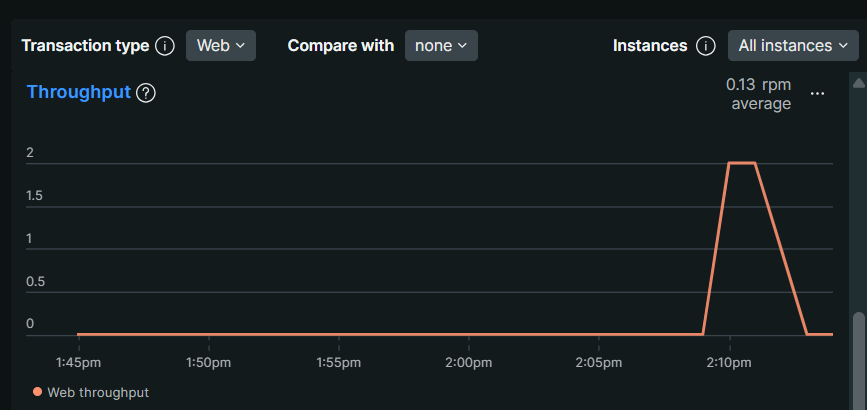 Transaction type Web Compare with none Instances All instances
Throughput ?
0.13 rpm
average
2
1.5
1
0.5
0
1:45pm 1:50pm 1:55pm 2:00pm 2:05pm 2:10pm
Web throughput